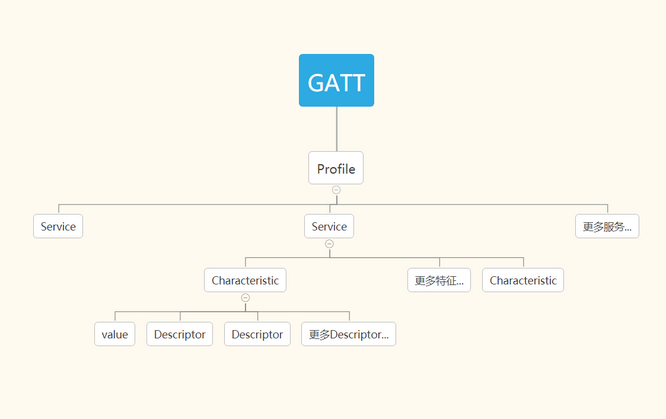 GATT
Profile
Service
Service
更多服务...
Characteristic
更多特征...
Characteristic
value
Descriptor
Descriptor
更多Descriptor...